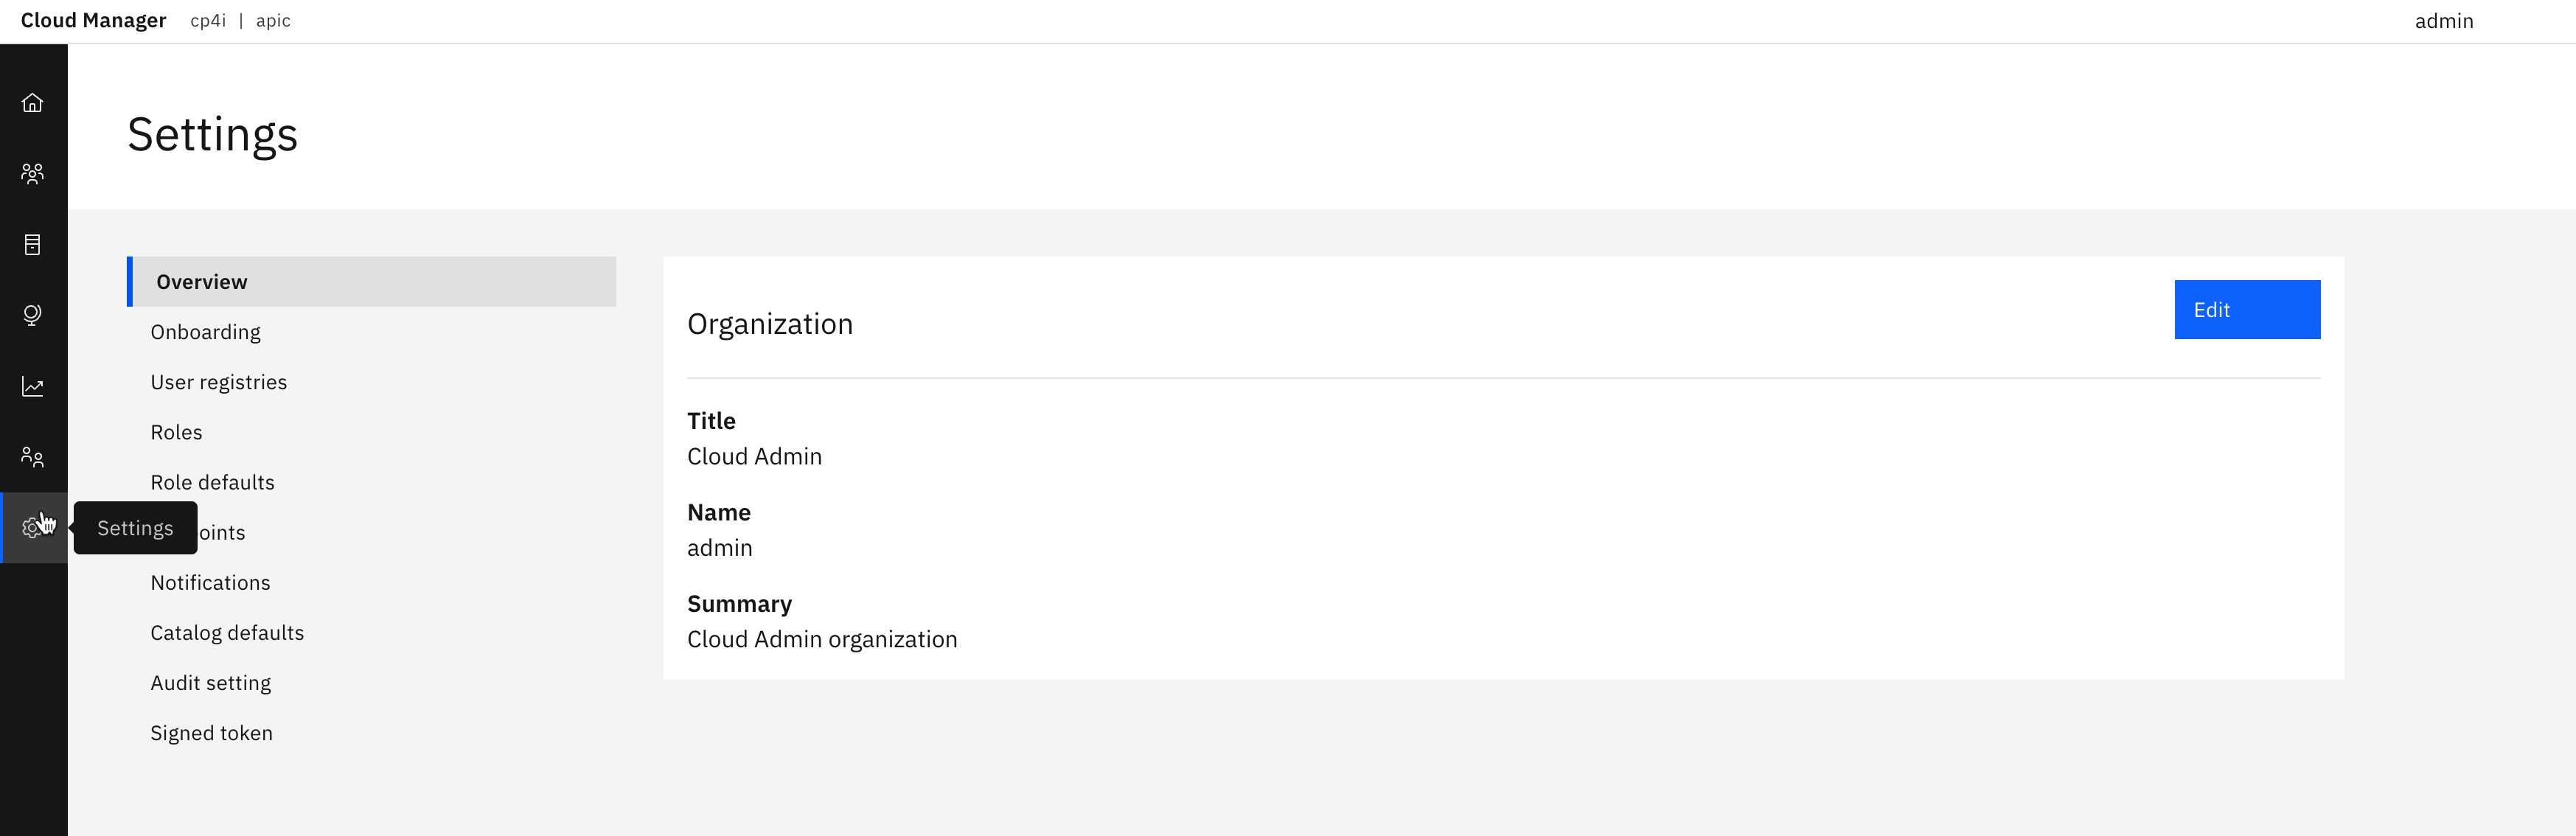 Cloud Manager cp4i | apic admin
Settings
Overview
Onboarding
User registries
Roles
Role defaults
Settings
oints
Notifications
Catalog defaults
Audit setting
Signed token
Organization
Edit
Title
Cloud Admin
Name
admin
Summary
Cloud Admin organization